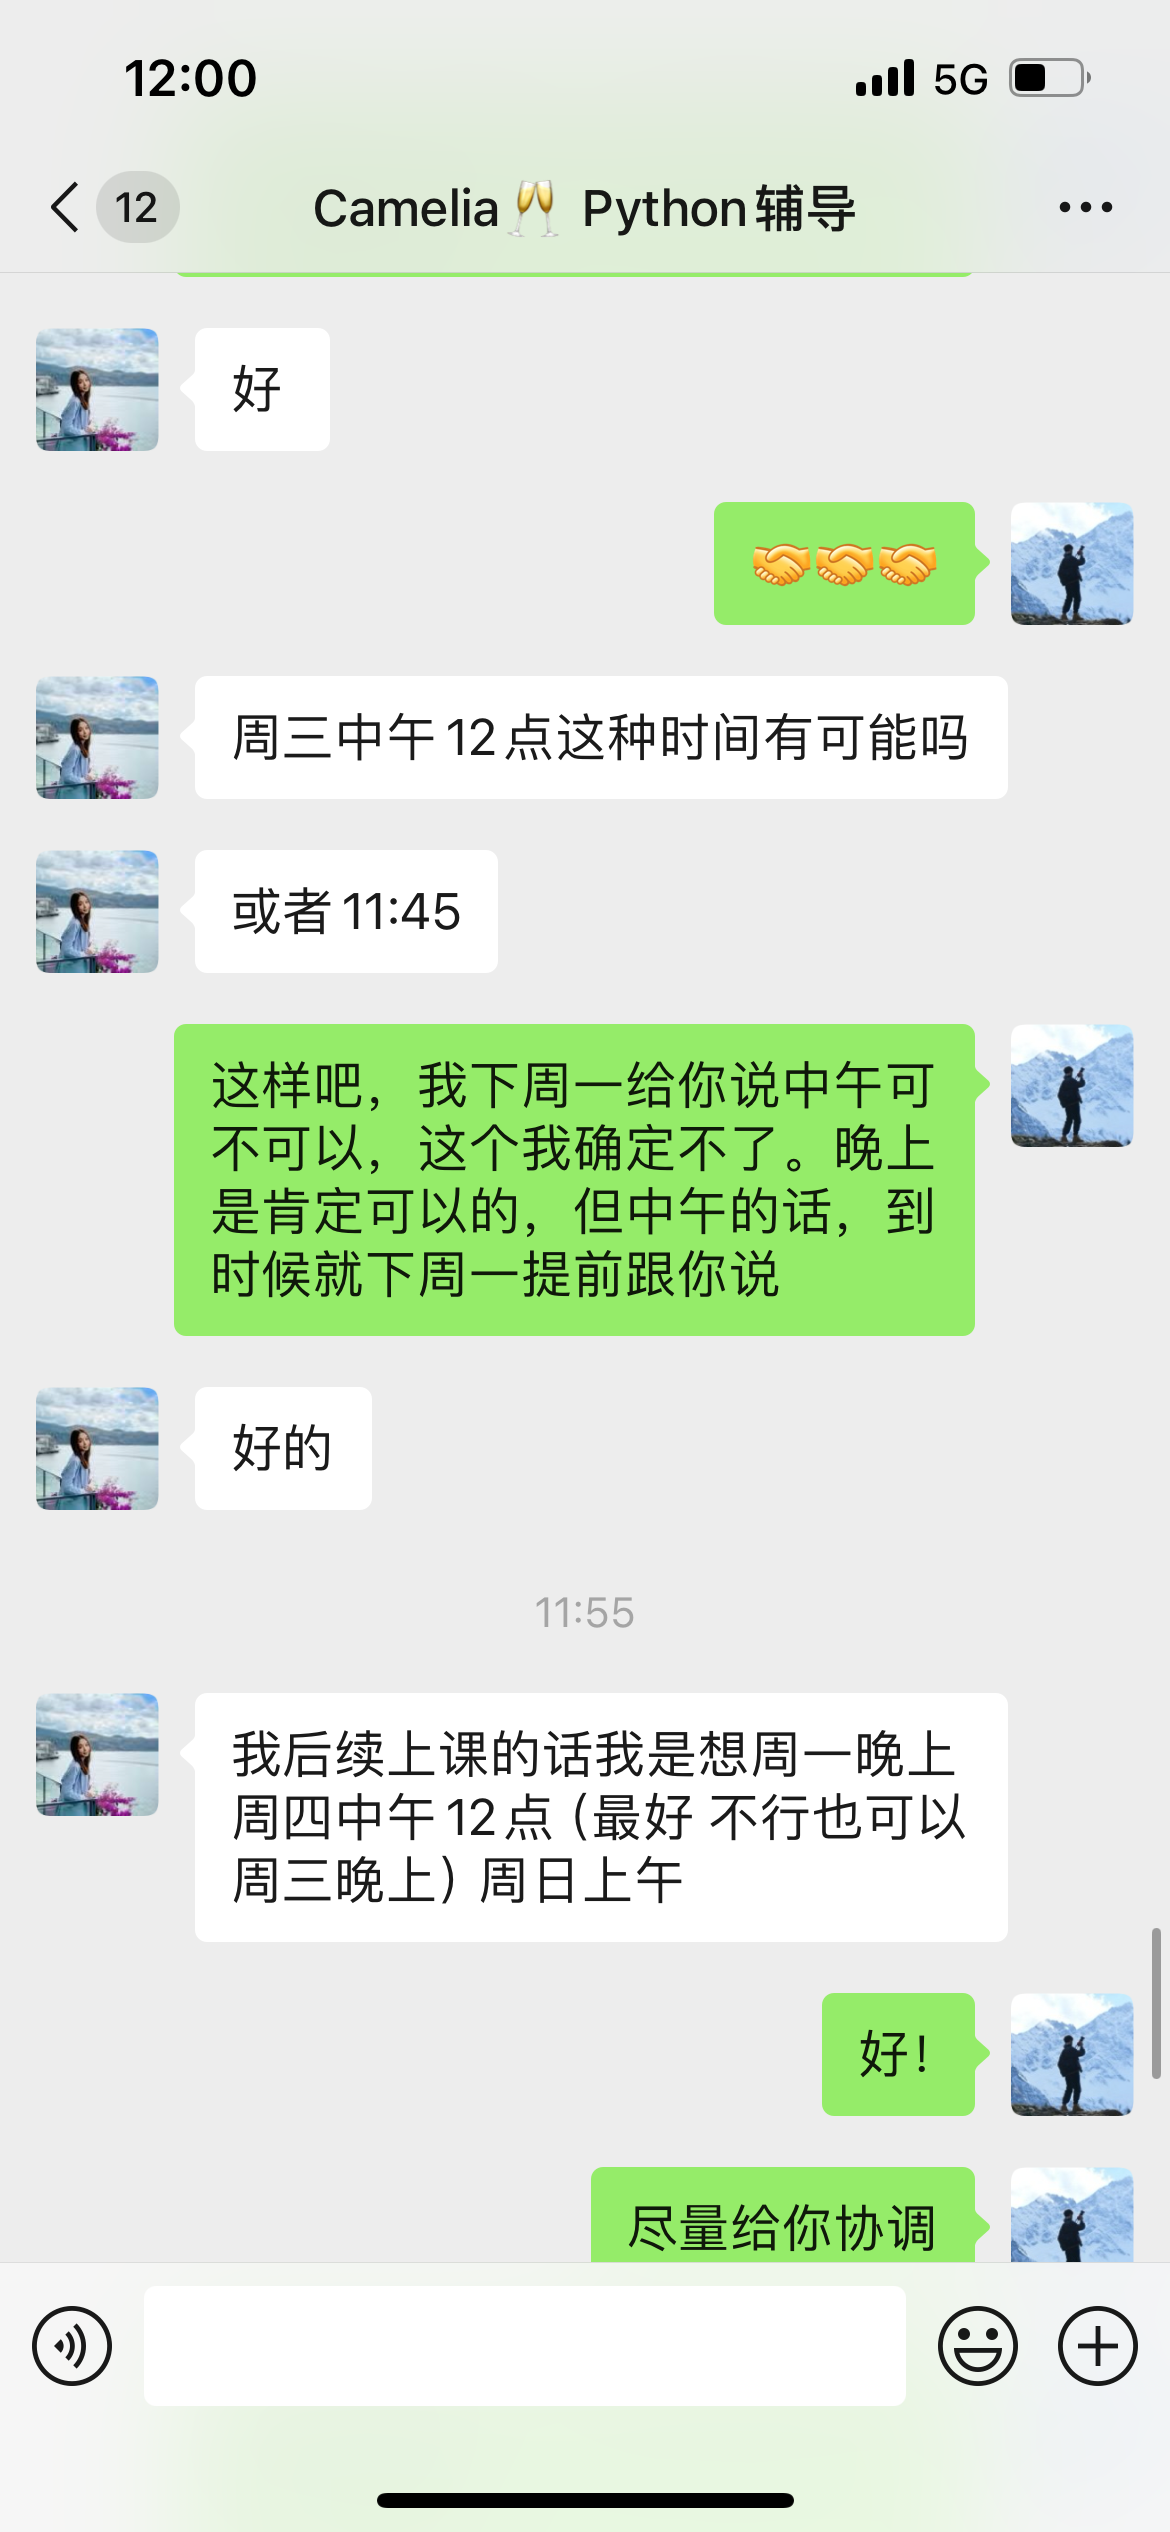 12:00
5G
12
Camelia🥂 Python辅导
好
🤝🤝🤝
周三中午12点这种时间有可能吗
或者11:45
这样吧，我下周一给你说中午可
不可以，这个我确定不了。晚上
是肯定可以的，但中午的话，到
时候就下周一提前跟你说
好的
11:55
我后续上课的话我是想周一晚上
周四中午12点（最好 不行也可以
周三晚上）周日上午
好！
尽量给你协调